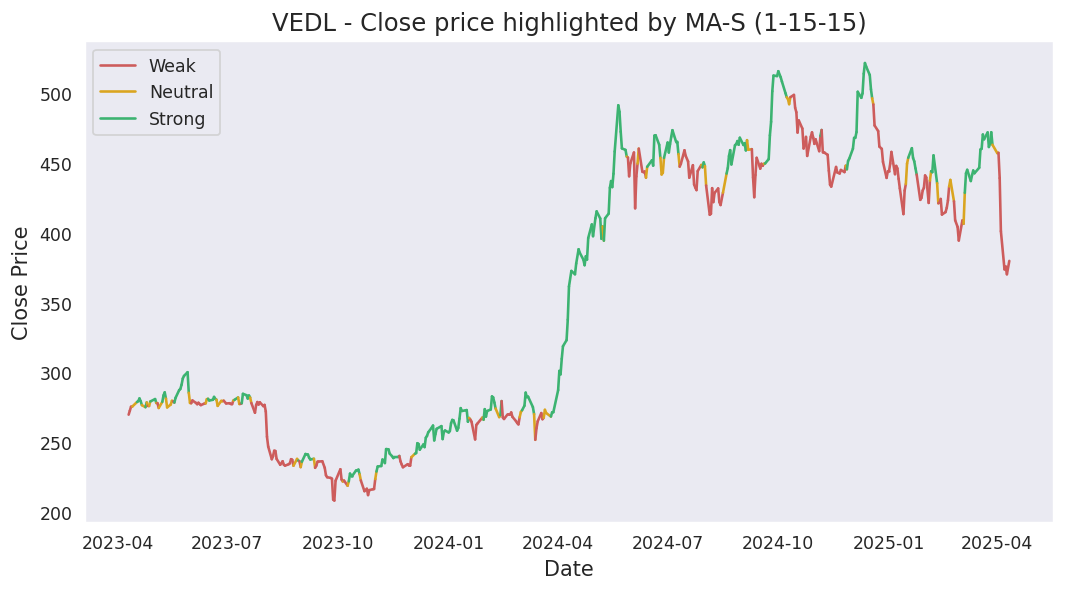 VEDL - Close price highlighted by MA-S (1-15-15)
Weak
Neutral
Strong
Close Price
500
450
400
350
300
250
200
2023-04 2023-07 2023-10 2024-01 2024-04 2024-07 2024-10 2025-01 2025-04
Date